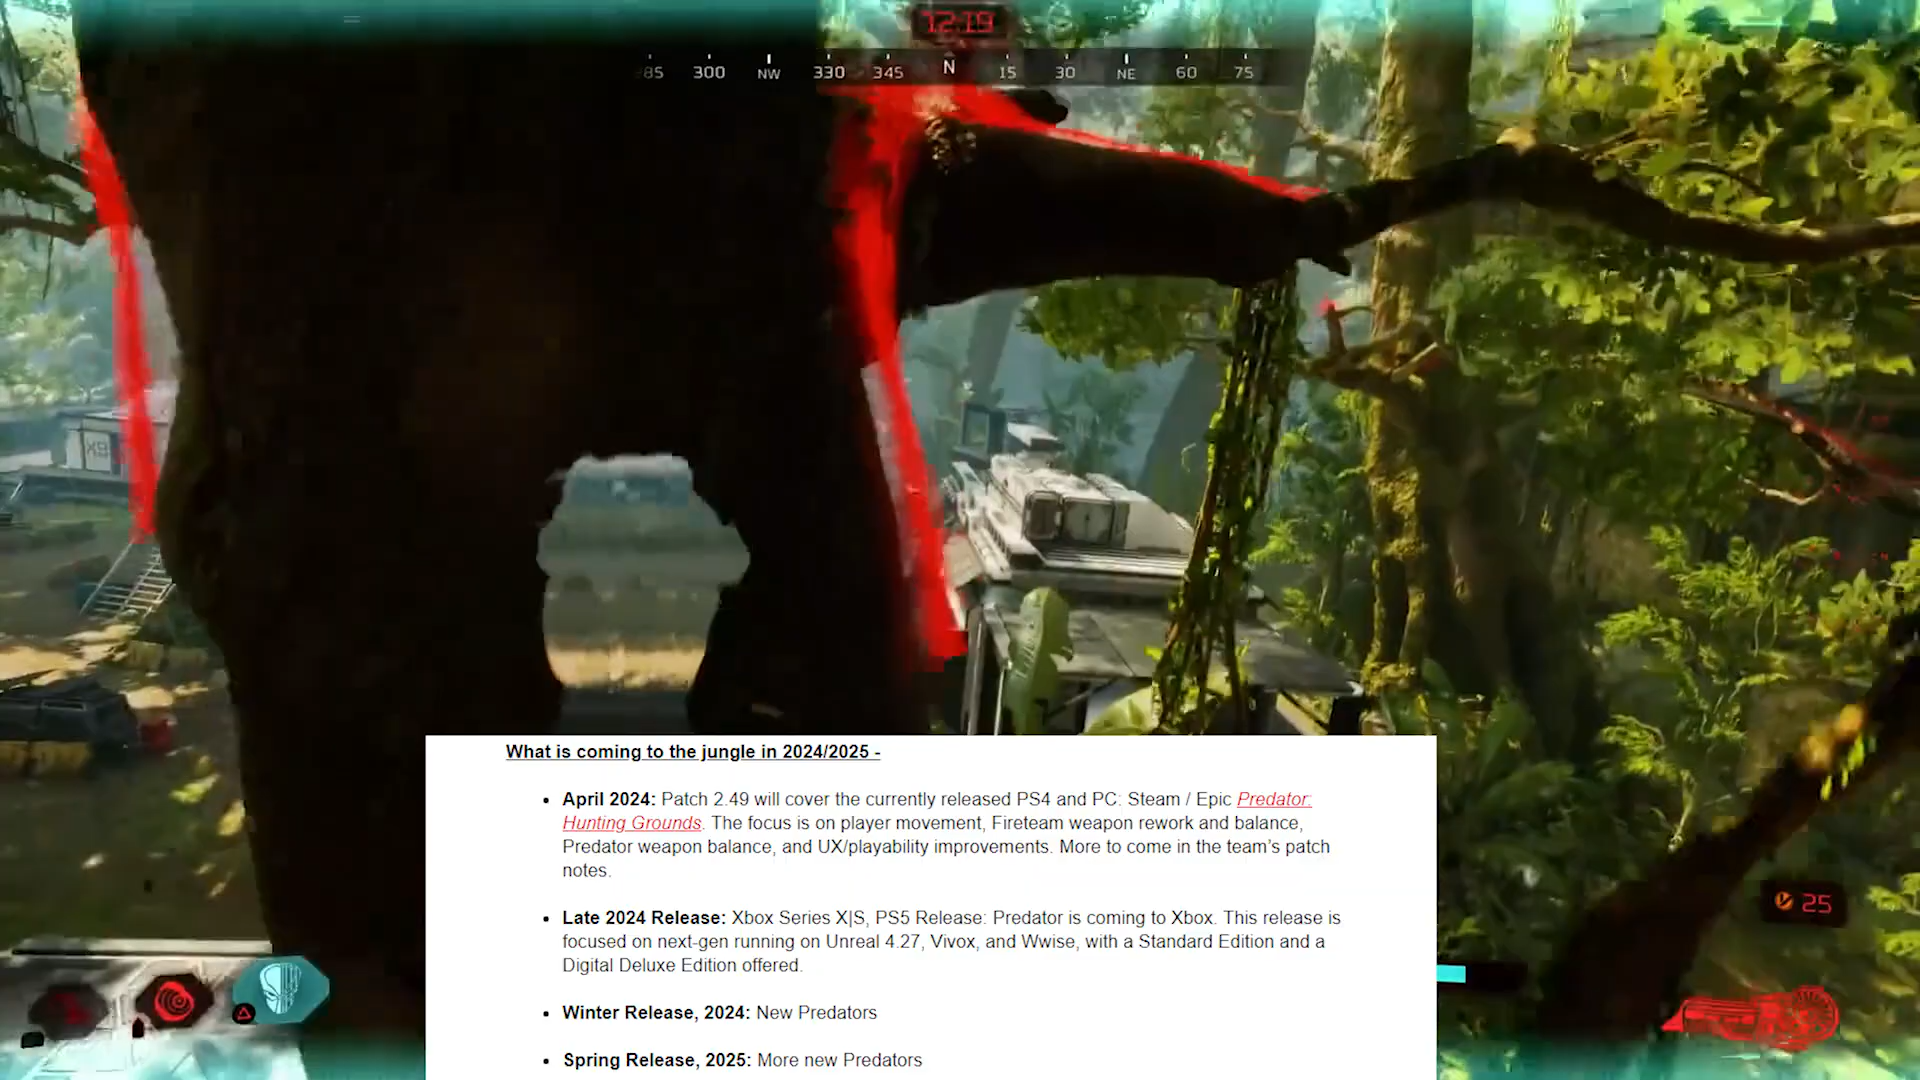 12:19
285 300 NW 330 345 N 15 30 NE 60 75
X9
What is coming to the jungle in 2024/2025 -
April 2024: Patch 2.49 will cover the currently released PS4 and PC: Steam / Epic Predator:
Hunting Grounds. The focus is on player movement, Fireteam weapon rework and balance,
Predator weapon balance, and UX/playability improvements. More to come in the team's patch
notes.
Late 2024 Release: Xbox Series X|S, PS5 Release: Predator is coming to Xbox. This release is
focused on next-gen running on Unreal 4.27, Vivox, and Wwise, with a Standard Edition and a
Digital Deluxe Edition offered.
25
Winter Release, 2024: New Predators
Spring Release, 2025: More new Predators